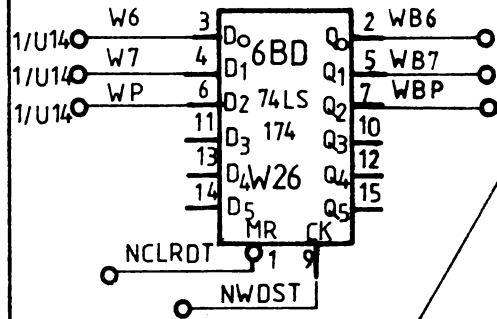 W6 3 D0 6BD Q0 2 WB6
1/U14
W7 4 D1 Q1 5 WB7
1/U14
WP 6 D2 74LS Q2 7 WBP
1/U14
11 D3 174 Q3 10
13 D4 W26 Q4 12
14 D5 Q5 15
MR CK
NCLRDT 1 9
NWDST